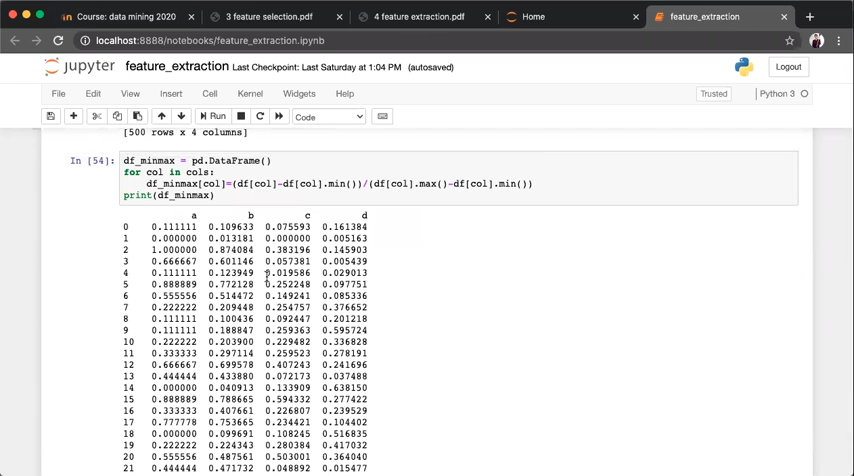 Course: data mining 2020
3 feature selection.pdf
4 feature extraction.pdf
Home
feature_extraction
localhost:8888/notebooks/feature_extraction.ipynb
jupyter feature_extraction Last Checkpoint: Last Saturday at 1:04 PM (autosaved)
Logout
File Edit View Insert Cell Kernel Widgets Help
Trusted
Python 3
Run
Code
[500 rows x 4 columns]
In [54]: df_minmax = pd.DataFrame()
for col in cols:
    df_minmax[col]=(df[col]-df[col].min())/(df[col].max()-df[col].min())
print(df_minmax)
a b c d
0 0.111111 0.109633 0.075593 0.161384
1 0.000000 0.013181 0.000000 0.005163
2 1.000000 0.874084 0.383196 0.145903
3 0.666667 0.601146 0.057381 0.005439
4 0.111111 0.123949 0.019586 0.029013
5 0.888889 0.772128 0.252248 0.097751
6 0.555556 0.514472 0.149241 0.085336
7 0.222222 0.209448 0.254757 0.376652
8 0.111111 0.100436 0.092447 0.201218
9 0.111111 0.188847 0.259363 0.595724
10 0.222222 0.203900 0.229482 0.336828
11 0.333333 0.297114 0.259523 0.278191
12 0.666667 0.699578 0.407243 0.241696
13 0.444444 0.433880 0.072173 0.037488
14 0.000000 0.040913 0.133909 0.638150
15 0.888889 0.788665 0.594332 0.277422
16 0.333333 0.407661 0.226807 0.239529
17 0.777778 0.753665 0.234421 0.104402
18 0.000000 0.099691 0.108245 0.516835
19 0.222222 0.224343 0.280384 0.417032
20 0.555556 0.487561 0.503001 0.364040
21 0.444444 0.471732 0.048892 0.015477